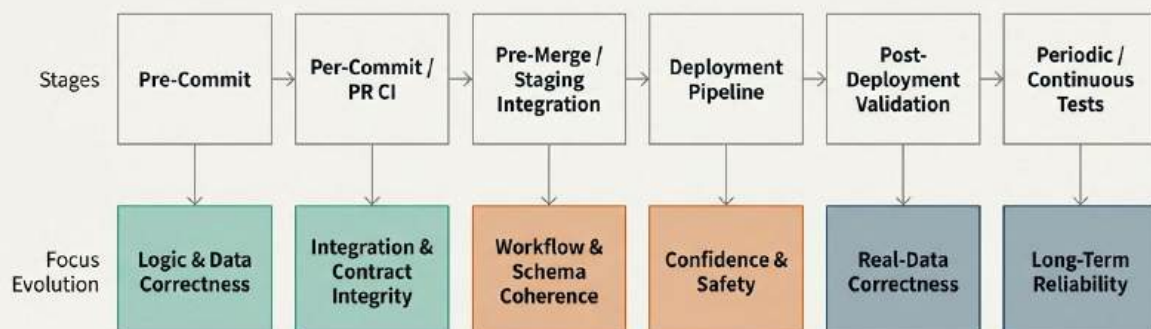 Stages
Pre-Commit
Per-Commit /
PR CI
Pre-Merge /
Staging
Integration
Deployment
Pipeline
Post-
Deployment
Validation
Periodic /
Continuous
Tests
Focus
Evolution
Logic & Data
Correctness
Integration &
Contract
Integrity
Workflow &
Schema
Coherence
Confidence &
Safety
Real-Data
Correctness
Long-Term
Reliability